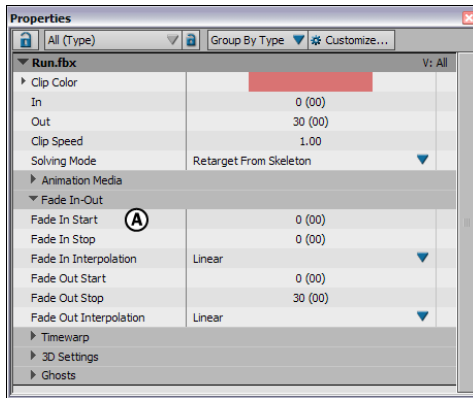 Properties
All (Type) Group By Type Customize...
Run.fbx V: All
Clip Color
In 0 (00)
Out 30 (00)
Clip Speed 1.00
Solving Mode Retarget From Skeleton
Animation Media
Fade In-Out
Fade In Start A 0 (00)
Fade In Stop 0 (00)
Fade In Interpolation Linear
Fade Out Start 0 (00)
Fade Out Stop 30 (00)
Fade Out Interpolation Linear
Timewarp
3D Settings
Ghosts